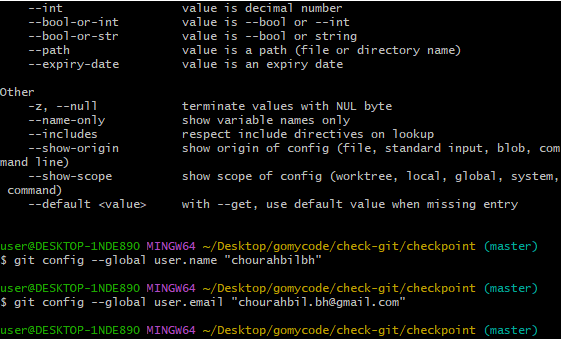 --int value is decimal number
--bool-or-int value is --bool or --int
--bool-or-str value is --bool or string
--path value is a path (file or directory name)
--expiry-date value is an expiry date
Other
-z, --null terminate values with NUL byte
--name-only show variable names only
--includes respect include directives on lookup
--show-origin show origin of config (file, standard input, blob, com
mand line)
--show-scope show scope of config (worktree, local, global, system,
command)
--default <value> with --get, use default value when missing entry
user@DESKTOP-1NDE890 MINGW64 ~/Desktop/gomycode/check-git/checkpoint (master)
$ git config --global user.name "chourahbilbh"
user@DESKTOP-1NDE890 MINGW64 ~/Desktop/gomycode/check-git/checkpoint (master)
$ git config --global user.email "chourahbil.bh@gmail.com"
user@DESKTOP-1NDE890 MINGW64 ~/Desktop/gomycode/check-git/checkpoint (master)